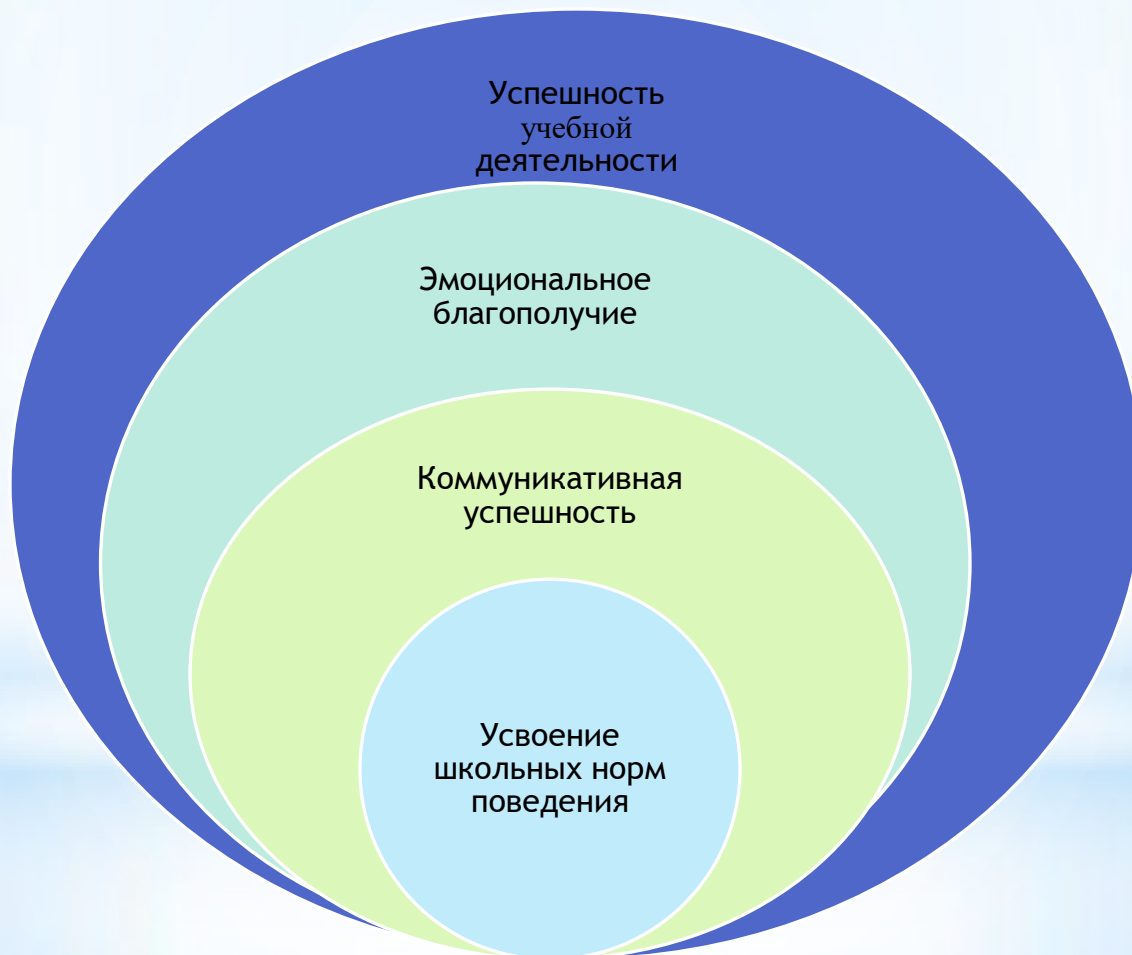 Успешность
учебной
деятельности
Эмоциональное
благополучие
Коммуникативная
успешность
Усвоение
школьных норм
поведения